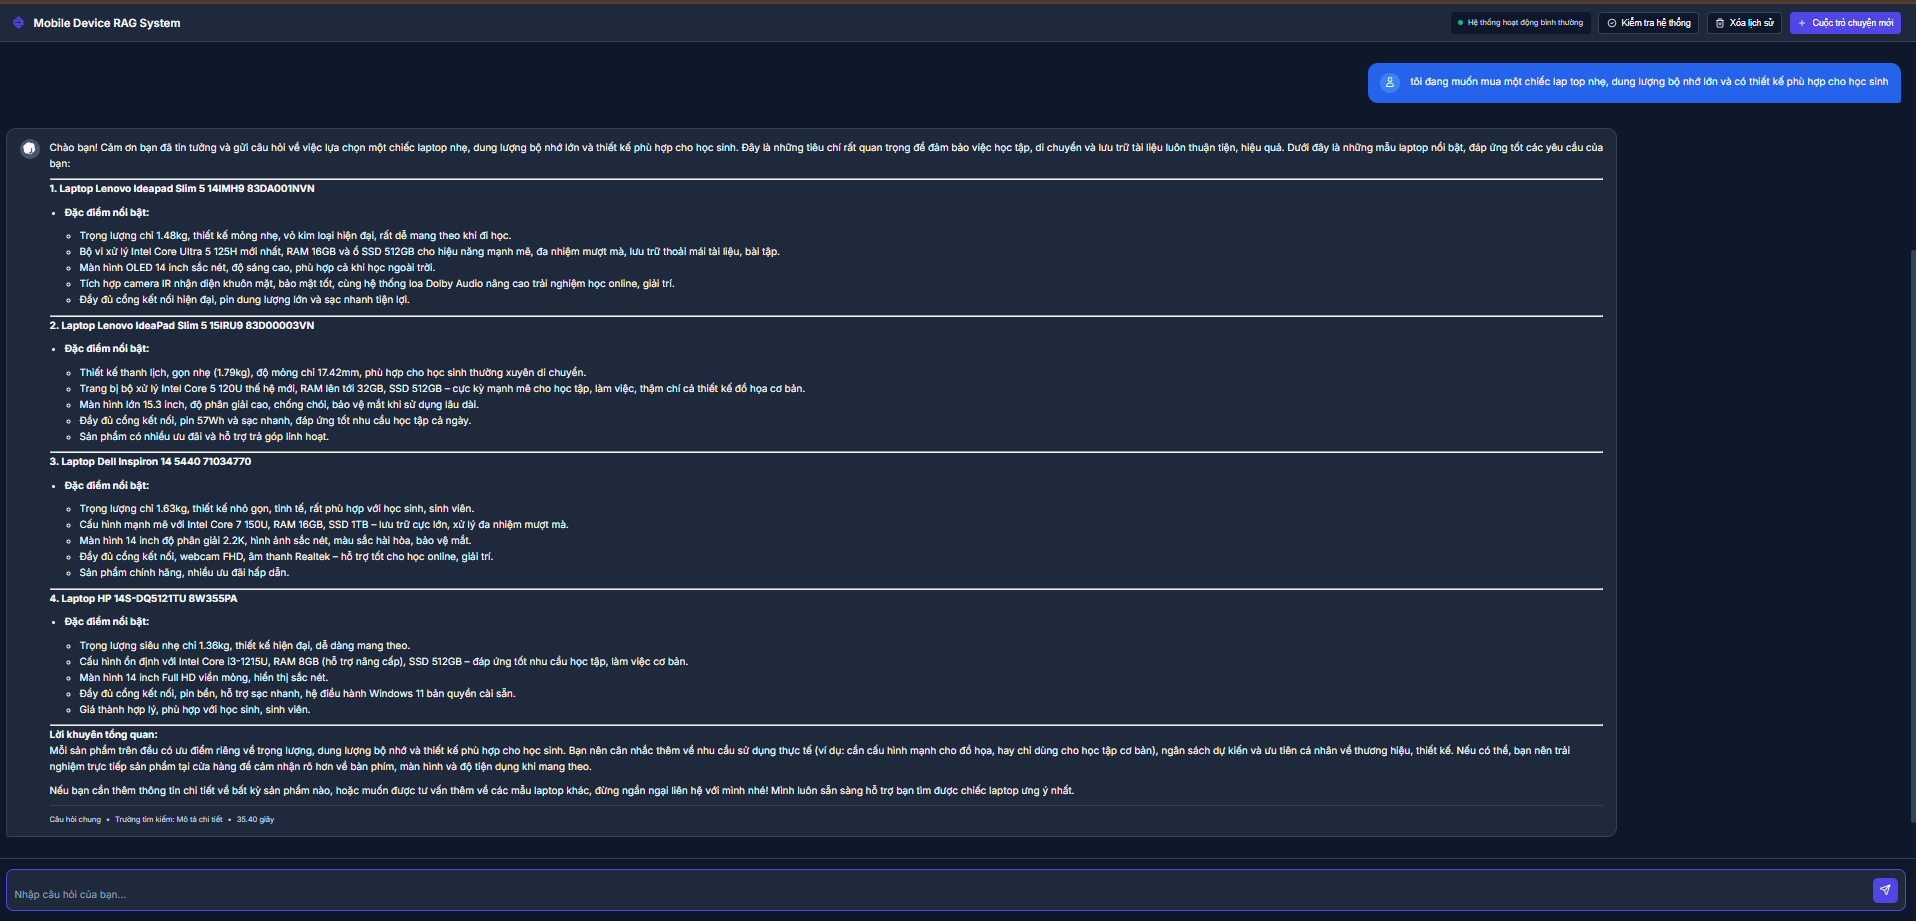 Mobile Device RAG System
Hệ thống hoạt động bình thường
Kiểm tra hệ thống
Xóa lịch sử
+ Cuộc trò chuyện mới
tôi đang muốn mua một chiếc lap top nhẹ, dung lượng bộ nhớ lớn và có thiết kế phù hợp cho học sinh
Chào bạn! Cảm ơn bạn đã tin tưởng và gửi câu hỏi về việc lựa chọn một chiếc laptop nhẹ, dung lượng bộ nhớ lớn và thiết kế phù hợp cho học sinh. Đây là những tiêu chí rất quan trọng để đảm bảo việc học tập, di chuyển và lưu trữ tài liệu luôn thuận tiện, hiệu quả. Dưới đây là những mẫu laptop nổi bật, đáp ứng tốt các yêu cầu của
bạn:
1. Laptop Lenovo Ideapad Slim 5 14IMH9 83DA001NVN
• Đặc điểm nổi bật:
◦ Trọng lượng chỉ 1.48kg, thiết kế mỏng nhẹ, vỏ kim loại hiện đại, rất dễ mang theo khi đi học.
◦ Bộ vi xử lý Intel Core Ultra 5 125H mới nhất, RAM 16GB và ổ SSD 512GB cho hiệu năng mạnh mẽ, đa nhiệm mượt mà, lưu trữ thoải mái tài liệu, bài tập.
◦ Màn hình OLED 14 inch sắc nét, độ sáng cao, phù hợp cả khi học ngoài trời.
◦ Tích hợp camera IR nhận diện khuôn mặt, bảo mật tốt, cùng hệ thống loa Dolby Audio nâng cao trải nghiệm học online, giải trí.
◦ Đầy đủ cổng kết nối hiện đại, pin dung lượng lớn và sạc nhanh tiện lợi.
2. Laptop Lenovo IdeaPad Slim 5 15IRU9 83D00003VN
• Đặc điểm nổi bật:
◦ Thiết kế thanh lịch, gọn nhẹ (1.79kg), độ mỏng chỉ 17.42mm, phù hợp cho học sinh thường xuyên di chuyển.
◦ Trang bị bộ xử lý Intel Core 5 120U thế hệ mới, RAM lên tới 32GB, SSD 512GB – cực kỳ mạnh mẽ cho học tập, làm việc, thậm chí cả thiết kế đồ họa cơ bản.
◦ Màn hình lớn 15.3 inch, độ phân giải cao, chống chói, bảo vệ mắt khi sử dụng lâu dài.
◦ Đầy đủ cổng kết nối, pin 57Wh và sạc nhanh, đáp ứng tốt nhu cầu học tập cả ngày.
◦ Sản phẩm có nhiều ưu đãi và hỗ trợ trả góp linh hoạt.
3. Laptop Dell Inspiron 14 5440 71034770
• Đặc điểm nổi bật:
◦ Trọng lượng chỉ 1.63kg, thiết kế nhỏ gọn, tinh tế, rất phù hợp với học sinh, sinh viên.
◦ Cấu hình mạnh mẽ với Intel Core 7 150U, RAM 16GB, SSD 1TB – lưu trữ cực lớn, xử lý đa nhiệm mượt mà.
◦ Màn hình 14 inch độ phân giải 2.2K, hình ảnh sắc nét, màu sắc hài hòa, bảo vệ mắt.
◦ Đầy đủ cổng kết nối, webcam FHD, âm thanh Realtek – hỗ trợ tốt cho học online, giải trí.
◦ Sản phẩm chính hãng, nhiều ưu đãi hấp dẫn.
4. Laptop HP 14S-DQ5121TU 8W355PA
• Đặc điểm nổi bật:
◦ Trọng lượng siêu nhẹ chỉ 1.36kg, thiết kế hiện đại, dễ dàng mang theo.
◦ Cấu hình ổn định với Intel Core i3-1215U, RAM 8GB (hỗ trợ nâng cấp), SSD 512GB – đáp ứng tốt nhu cầu học tập, làm việc cơ bản.
◦ Màn hình 14 inch Full HD viền mỏng, hiển thị sắc nét.
◦ Đầy đủ cổng kết nối, pin bền, hỗ trợ sạc nhanh, hệ điều hành Windows 11 bản quyền cài sẵn.
◦ Giá thành hợp lý, phù hợp với học sinh, sinh viên.
Lời khuyên tổng quan:
Mỗi sản phẩm trên đều có ưu điểm riêng về trọng lượng, dung lượng bộ nhớ và thiết kế phù hợp cho học sinh. Bạn nên cân nhắc thêm về nhu cầu sử dụng thực tế (ví dụ: cần cấu hình mạnh cho đồ họa, hay chỉ dùng cho học tập cơ bản), ngân sách dự kiến và ưu tiên cá nhân về thương hiệu, thiết kế. Nếu có thể, bạn nên trải
nghiệm trực tiếp sản phẩm tại cửa hàng để cảm nhận rõ hơn về bàn phím, màn hình và độ tiện dụng khi mang theo.
Nếu bạn cần thêm thông tin chi tiết về bất kỳ sản phẩm nào, hoặc muốn được tư vấn thêm về các mẫu laptop khác, đừng ngần ngại liên hệ với mình nhé! Mình luôn sẵn sàng hỗ trợ bạn tìm được chiếc laptop ưng ý nhất.
Câu hỏi chung • Trường tìm kiếm: Mô tả chi tiết • 35.40 giây
Nhập câu hỏi của bạn...